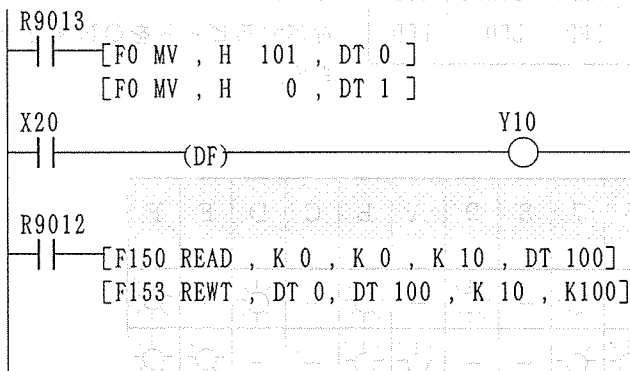 R9013
[F0 MV , H 101 , DT 0 ]
[F0 MV , H 0 , DT 1 ]
X20
Y10
(DF)
R9012
[F150 READ , K 0 , K 0 , K 10 , DT 100]
[F153 REWT , DT 0, DT 100 , K 10 , K100]